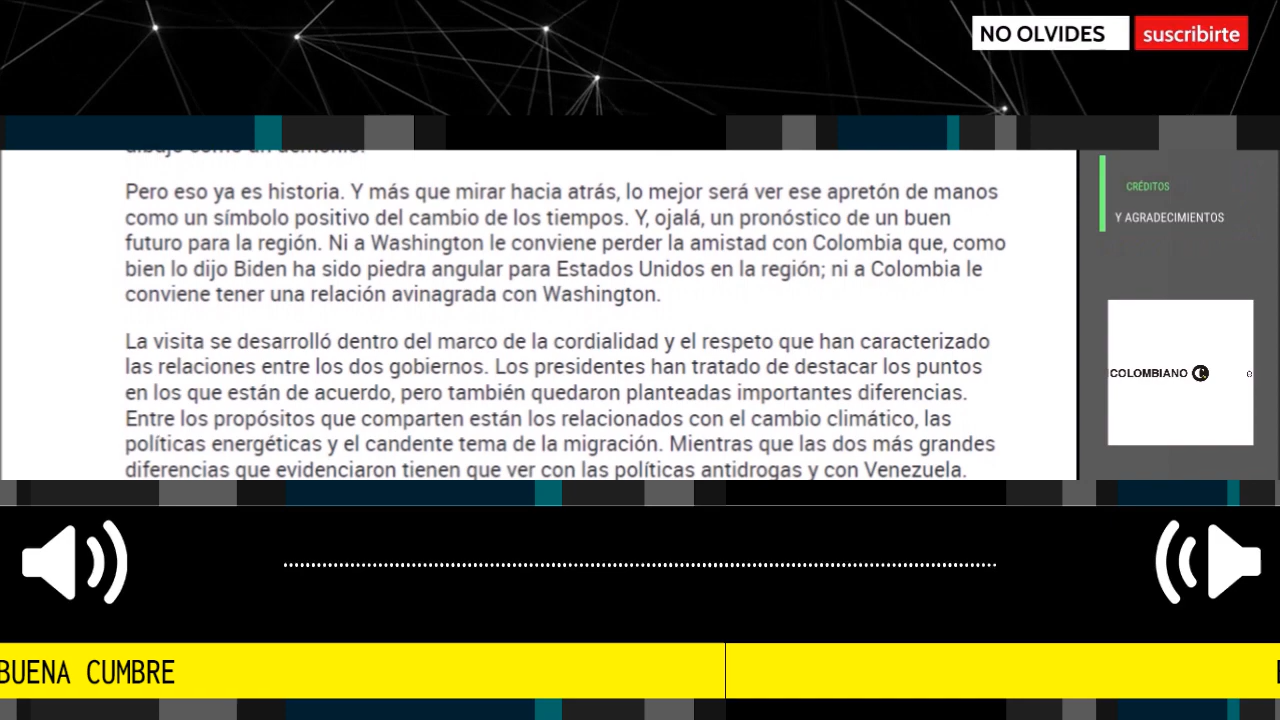 NO OLVIDES
suscribirte
Pero eso ya es historia. Y más que mirar hacia atrás, lo mejor será ver ese apretón de manos
como un símbolo positivo del cambio de los tiempos. Y, ojalá, un pronóstico de un buen
futuro para la región. Ni a Washington le conviene perder la amistad con Colombia que, como
bien lo dijo Biden ha sido piedra angular para Estados Unidos en la región; ni a Colombia le
conviene tener una relación avinagrada con Washington.
La visita se desarrolló dentro del marco de la cordialidad y el respeto que han caracterizado
las relaciones entre los dos gobiernos. Los presidentes han tratado de destacar los puntos
en los que están de acuerdo, pero también quedaron planteadas importantes diferencias.
Entre los propósitos que comparten están los relacionados con el cambio climático, las
políticas energéticas y el candente tema de la migración. Mientras que las dos más grandes
diferencias que evidenciaron tienen que ver con las políticas antidrogas y con Venezuela.
CRÉDITOS
Y AGRADECIMIENTOS
COLOMBIANO
BUENA CUMBRE